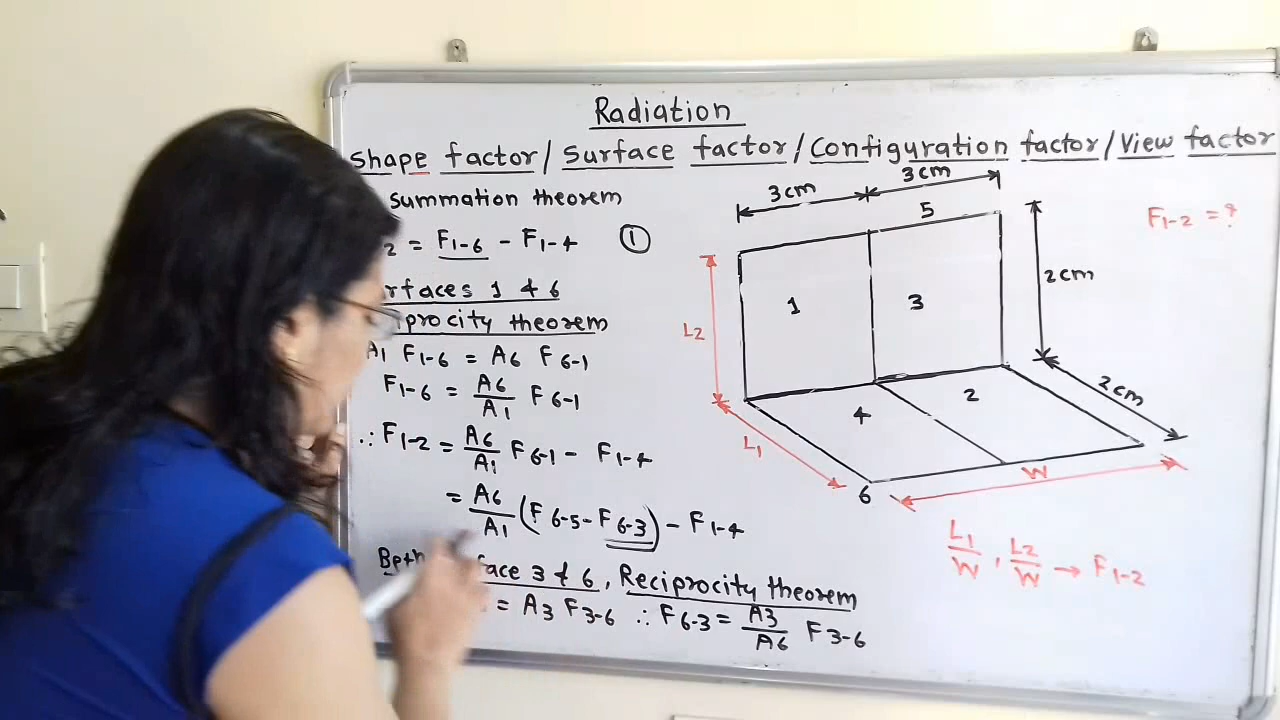 Radiation
Shape factor/Surface factor/Configuration factor/View factor
summation theorem
2 = F1-6 - F1-4 ①
rfaces 1 & 6
iprocity theorem
A1 F1-6 = A6 F6-1
F1-6 = A6/A1 F6-1
∴ F1-2 = A6/A1 F6-1 - F1-4
= A6/A1 (F6-5 - F6-3) - F1-4
face 3 & 6, Reciprocity theorem
= A3 F3-6 ∴ F6-3 = A3/A6 F3-6
3cm
3cm
5
F1-2 = ?
2cm
1
3
L2
2cm
4
2
L1
W
6
L1/W , L2/W → F1-2